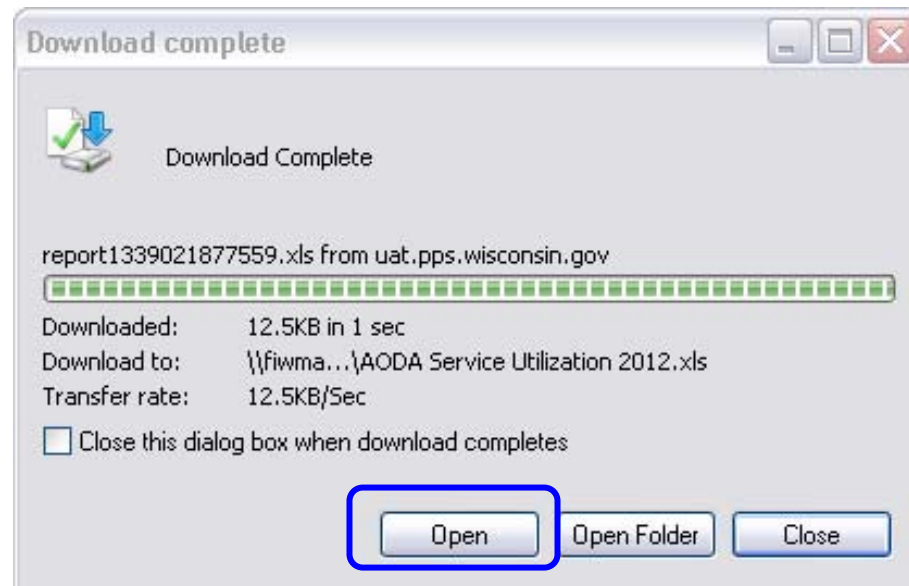 Download complete
Download Complete
report1339021877559.xls from uat.pps.wisconsin.gov
Downloaded: 12.5KB in 1 sec
Download to: \\fiwma...\AODA Service Utilization 2012.xls
Transfer rate: 12.5KB/Sec
Close this dialog box when download completes
Open Open Folder Close